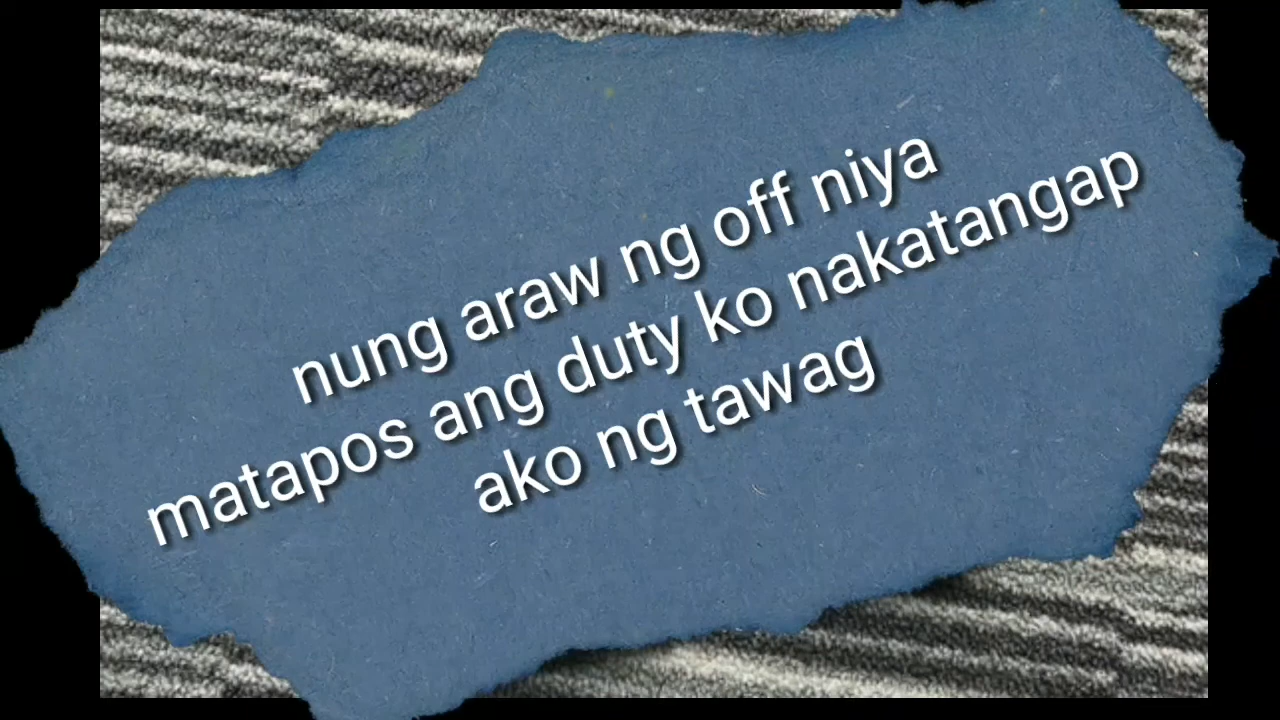 nung araw ng off niya
matapos ang duty ko nakatangap
ako ng tawag